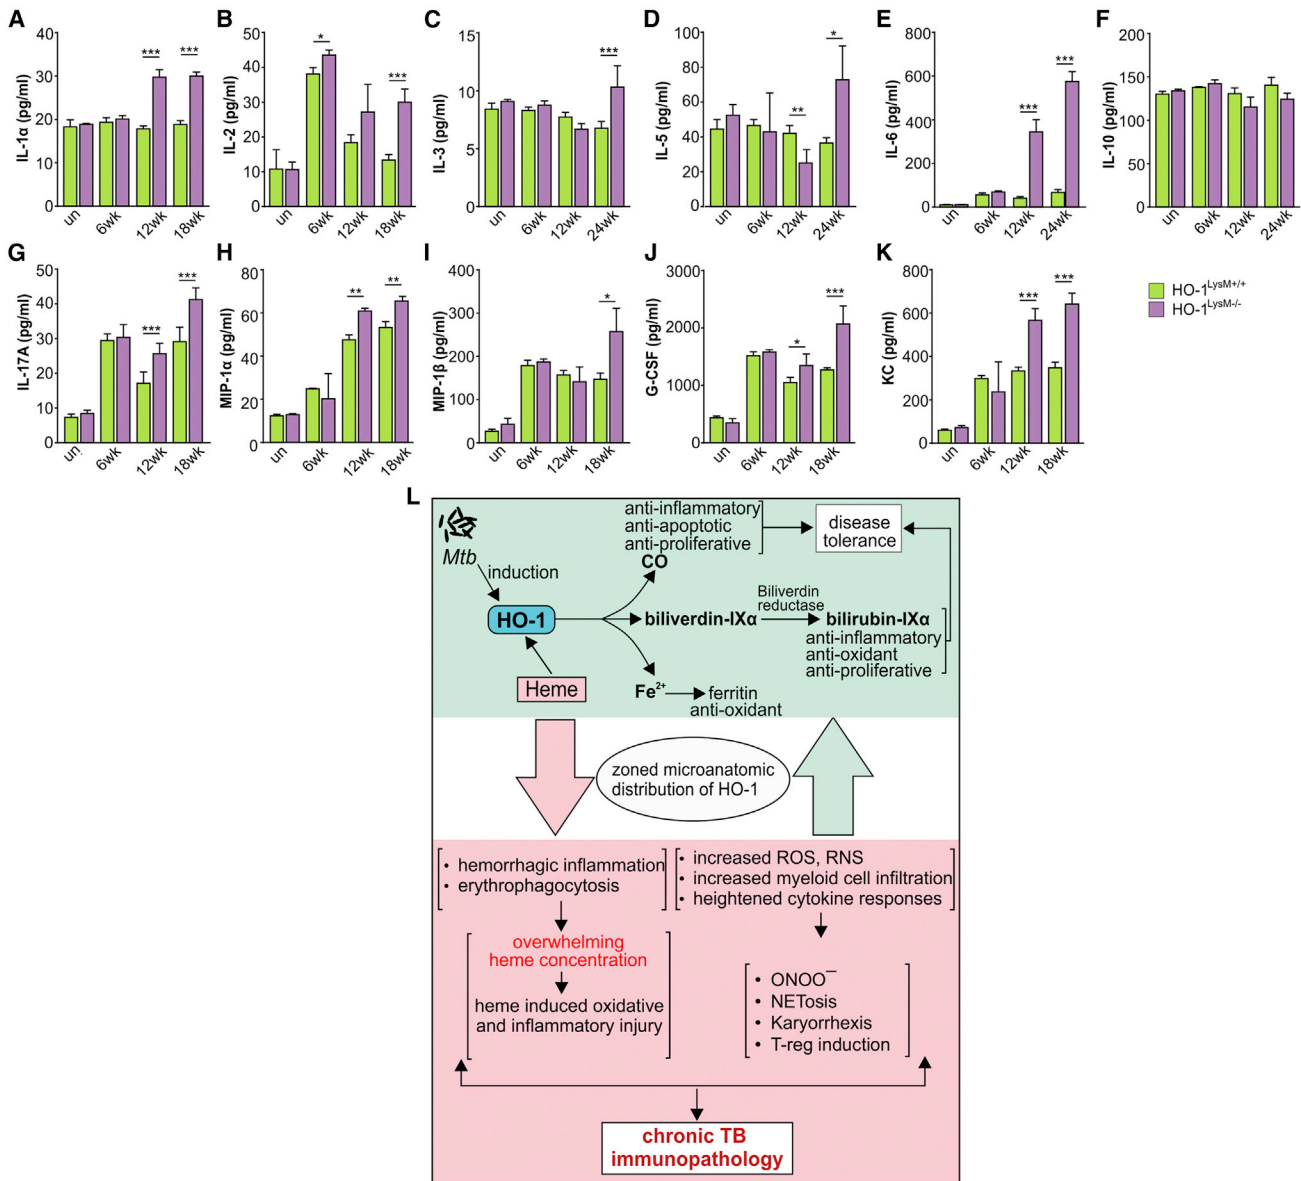 A
IL-1α (pg/ml)
40
30
20
10
0
***
***
un
6wk
12wk
18wk
B
IL-2 (pg/ml)
50
40
30
20
10
0
*
***
un
6wk
12wk
18wk
C
IL-3 (pg/ml)
15
10
5
0
***
un
6wk
12wk
24wk
D
IL-5 (pg/ml)
100
80
60
40
20
0
**
*
un
6wk
12wk
24wk
E
IL-6 (pg/ml)
800
600
400
200
0
***
***
un
6wk
12wk
24wk
F
IL-10 (pg/ml)
200
150
100
50
0
un
6wk
12wk
24wk
G
IL-17A (pg/ml)
50
40
30
20
10
0
***
***
un
6wk
12wk
18wk
H
MIP-1α (pg/ml)
80
60
40
20
0
**
**
un
6wk
12wk
18wk
I
MIP-1β (pg/ml)
400
300
200
100
0
*
un
6wk
12wk
18wk
J
G-CSF (pg/ml)
3000
2000
1000
0
*
***
un
6wk
12wk
18wk
K
KC (pg/ml)
800
600
400
200
0
***
***
un
6wk
12wk
18wk
HO-1LysM+/+
HO-1LysM-/-
L
Mtb
induction
HO-1
Heme
anti-inflammatory
anti-apoptotic
anti-proliferative
CO
disease
tolerance
biliverdin-IXα
Biliverdin
reductase
bilirubin-IXα
anti-inflammatory
anti-oxidant
anti-proliferative
Fe2+
ferritin
anti-oxidant
zoned microanatomic
distribution of HO-1
• hemorrhagic inflammation
• erythrophagocytosis
overwhelming
heme concentration
heme induced oxidative
and inflammatory injury
• increased ROS, RNS
• increased myeloid cell infiltration
• heightened cytokine responses
• ONOO—
• NETosis
• Karyorrhexis
• T-reg induction
chronic TB
immunopathology